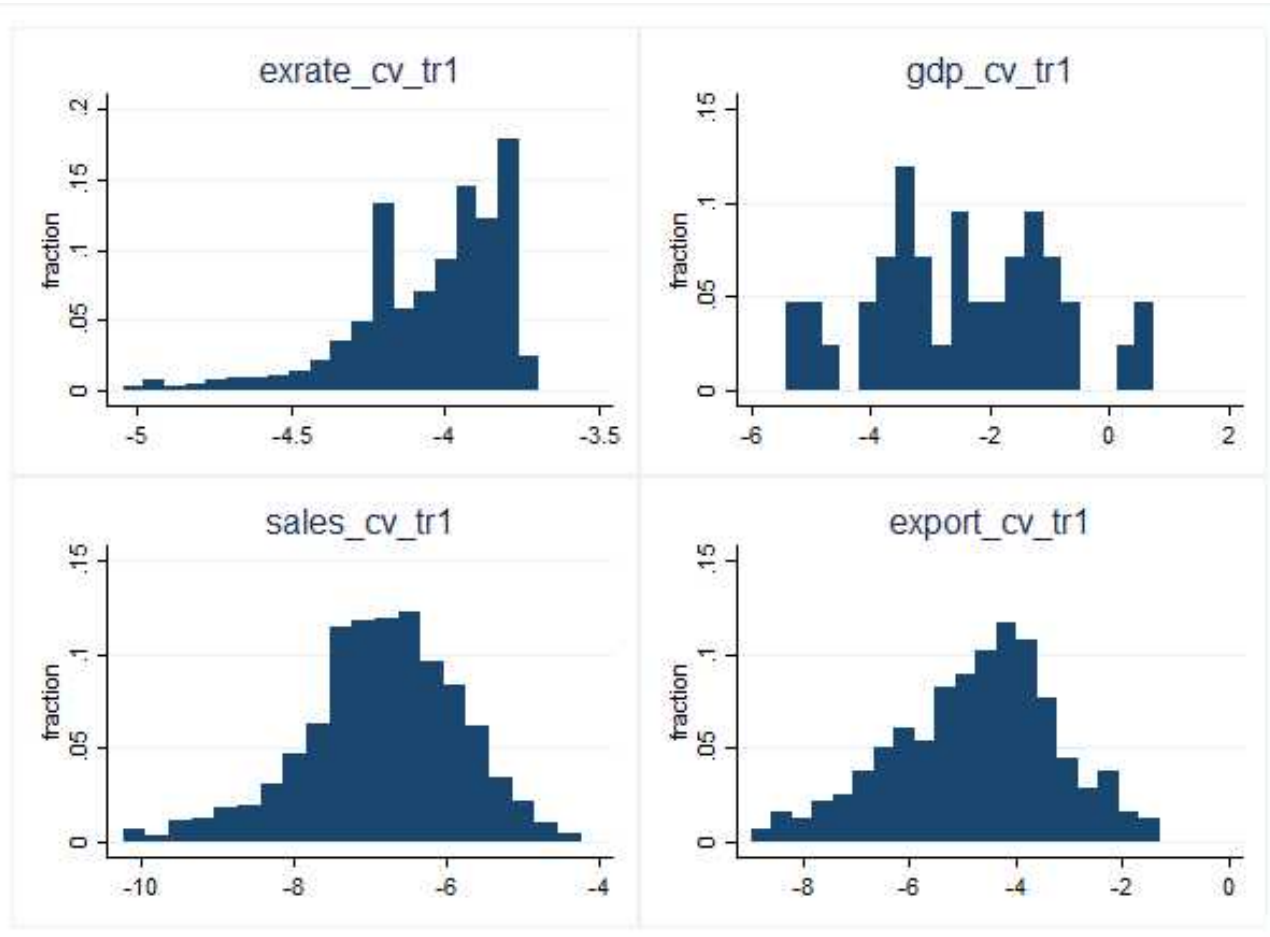 exrate_cv_tr1
fraction
.2
.15
.1
.05
0
-5 -4.5 -4 -3.5
gdp_cv_tr1
fraction
.15
.1
.05
0
-6 -4 -2 0 2
sales_cv_tr1
fraction
.15
.1
.05
0
-10 -8 -6 -4
export_cv_tr1
fraction
.15
.1
.05
0
-8 -6 -4 -2 0